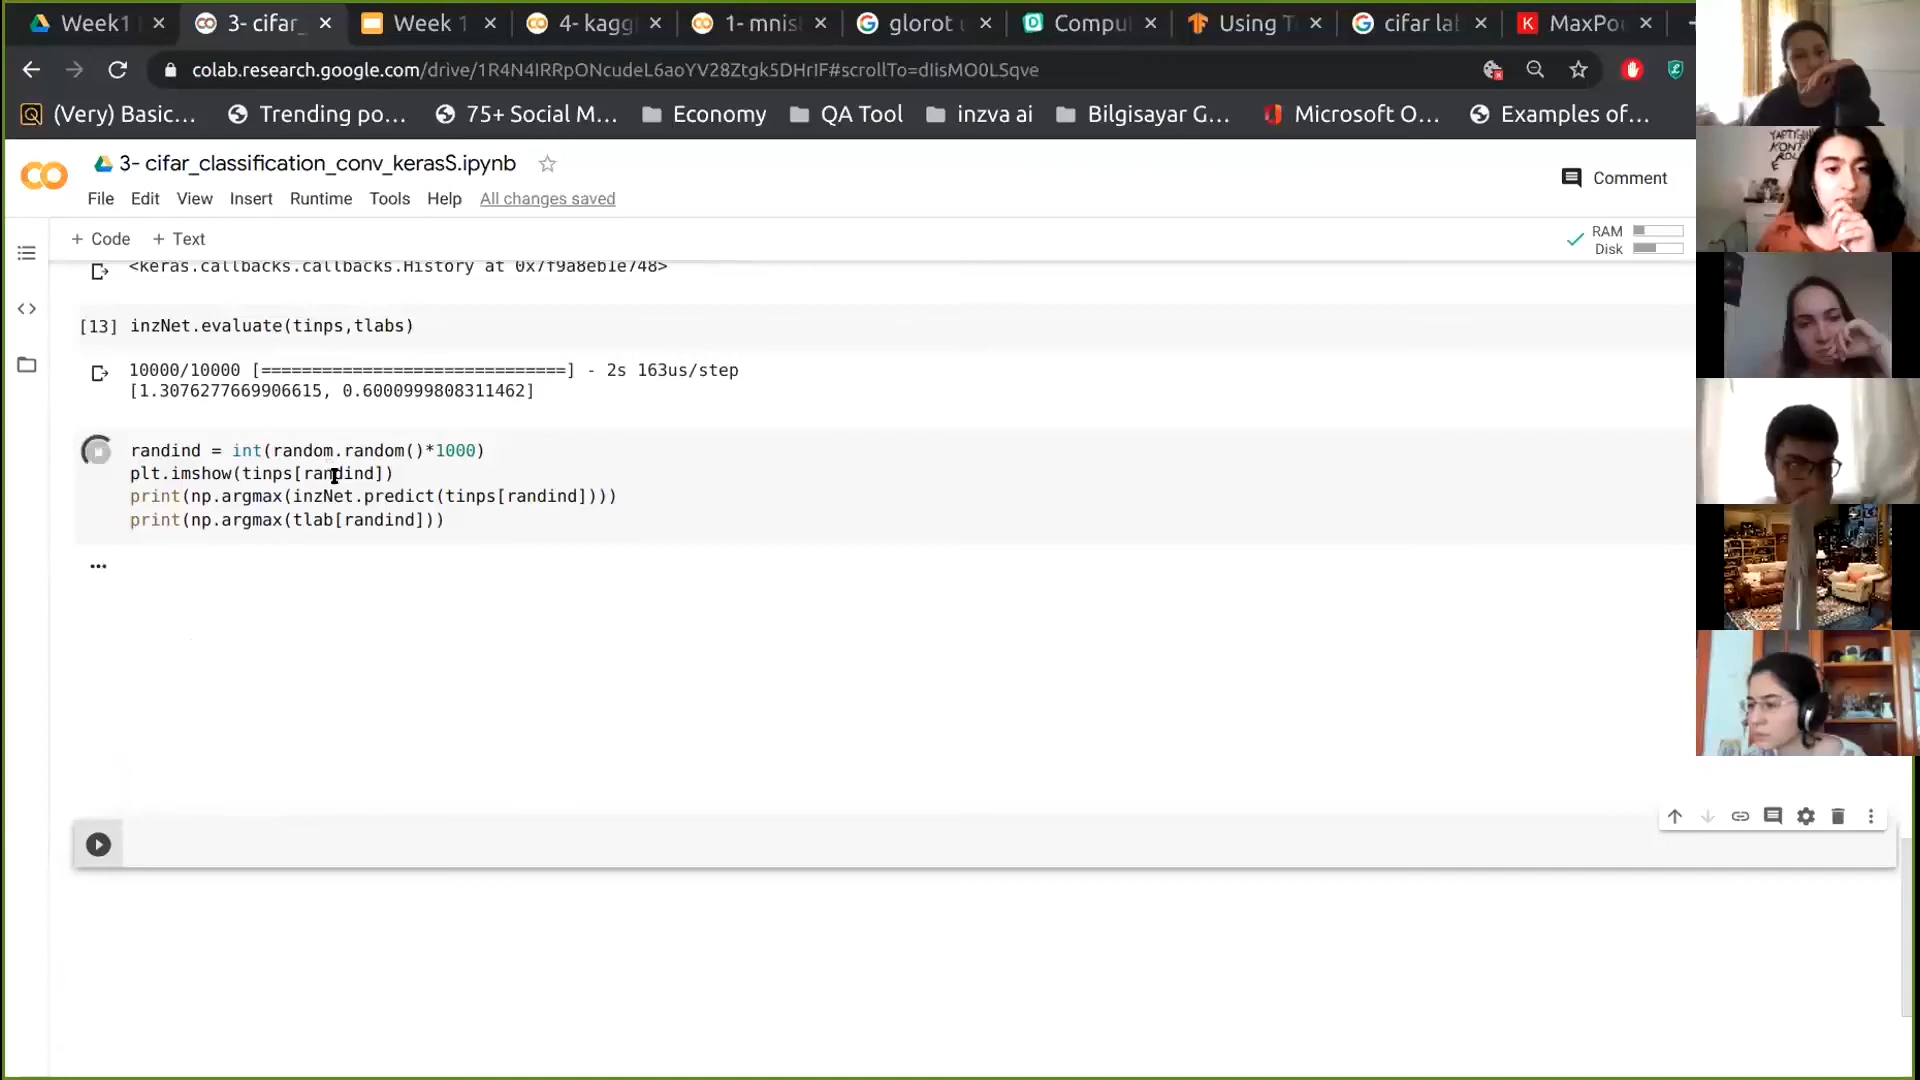 Week1
3- cifar_
Week 1
4- kaggl
1- mnis
glorot u
Compu
Using T
cifar lab
MaxPo
colab.research.google.com/drive/1R4N4IRRpONcudeL6aoYV28Ztgk5DHrIF#scrollTo=dIisMO0LSqve
(Very) Basic...
Trending po...
75+ Social M...
Economy
QA Tool
inzva ai
Bilgisayar G...
Microsoft O...
Examples of...
3- cifar_classification_conv_kerasS.ipynb
Comment
File Edit View Insert Runtime Tools Help All changes saved
+ Code + Text
RAM
Disk
<keras.callbacks.callbacks.History at 0x7f9a8eb1e748>
[13] inzNet.evaluate(tinps,tlabs)
10000/10000 [==============================] - 2s 163us/step
[1.3076277669906615, 0.6000999808311462]
randind = int(random.random()*1000)
plt.imshow(tinps[randind])
print(np.argmax(inzNet.predict(tinps[randind])))
print(np.argmax(tlab[randind]))
...